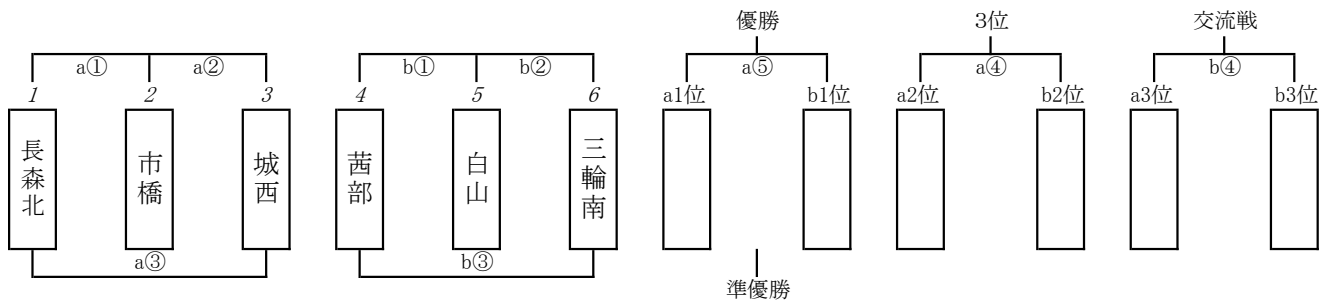 優勝 3位 交流戦
a① a② b① b② a⑤ a④ b④
1 2 3 4 5 6 a1位 b1位 a2位 b2位 a3位 b3位
長森北
市橋
城西
茜部
白山
三輪南
a③ b③
準優勝